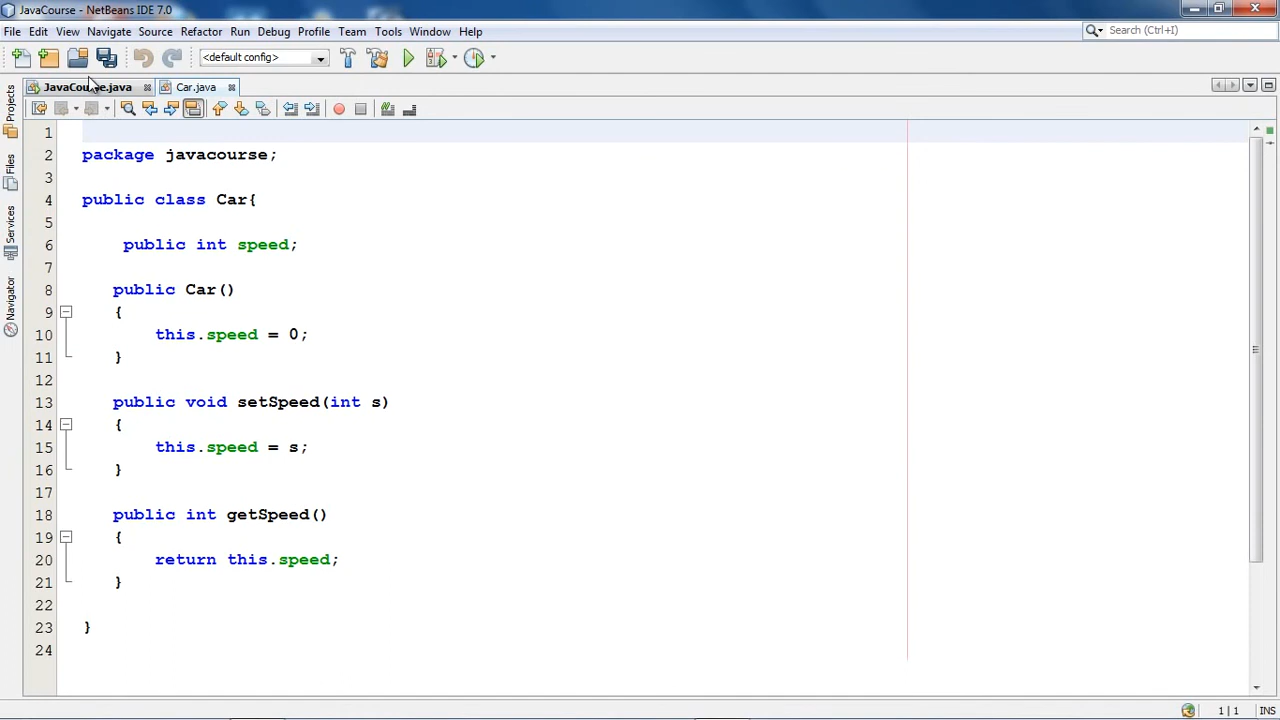 JavaCourse - NetBeans IDE 7.0
File Edit View Navigate Source Refactor Run Debug Profile Team Tools Window Help
Search (Ctrl+I)
<default config>
JavaCourse.java
Car.java
Projects
Files
Services
Navigator
1
2 package javacourse;
3
4 public class Car{
5
6 public int speed;
7
8 public Car()
9 {
10 this.speed = 0;
11 }
12
13 public void setSpeed(int s)
14 {
15 this.speed = s;
16 }
17
18 public int getSpeed()
19 {
20 return this.speed;
21 }
22
23 }
24
1 | 1 INS